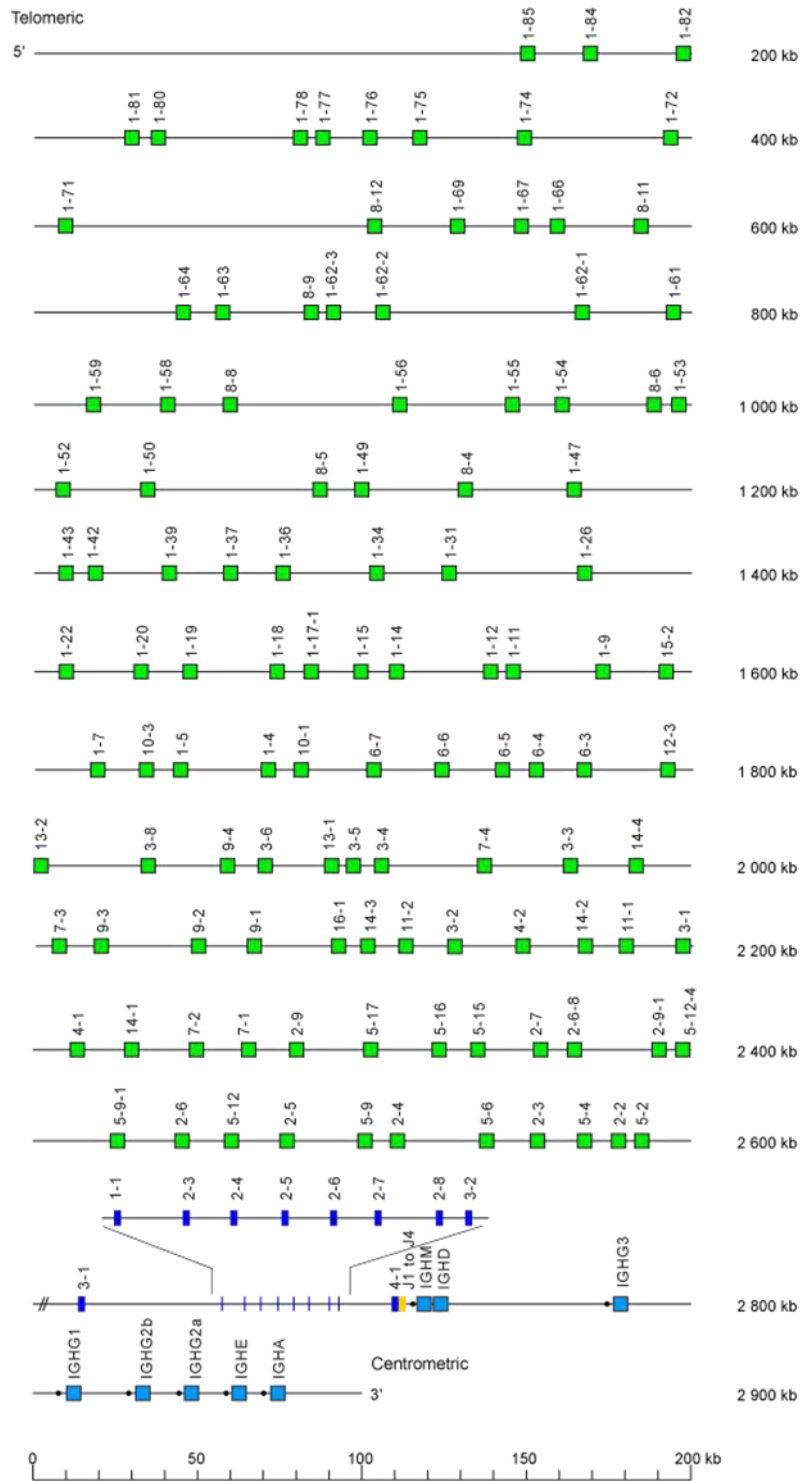 Telomeric
1-85 1-84 1-82
5' 200 kb
1-81 1-80 1-78 1-77 1-76 1-75 1-74 1-72
400 kb
1-71 8-12 1-69 1-67 1-66 8-11
600 kb
1-64 1-63 8-9 1-62-3 1-62-2 1-62-1 1-61
800 kb
1-59 1-58 8-8 1-56 1-55 1-54 8-6 1-53
1 000 kb
1-52 1-50 8-5 1-49 8-4 1-47
1 200 kb
1-43 1-42 1-39 1-37 1-36 1-34 1-31 1-26
1 400 kb
1-22 1-20 1-19 1-18 1-17-1 1-15 1-14 1-12 1-11 1-9 15-2
1 600 kb
1-7 10-3 1-5 1-4 10-1 6-7 6-6 6-5 6-4 6-3 12-3
1 800 kb
13-2 3-8 9-4 3-6 13-1 3-5 3-4 7-4 3-3 14-4
2 000 kb
7-3 9-3 9-2 9-1 16-1 14-3 11-2 3-2 4-2 14-2 11-1 3-1
2 200 kb
4-1 14-1 7-2 7-1 2-9 5-17 5-16 5-15 2-7 2-6-8 2-9-1 5-12-4
2 400 kb
5-9-1 2-6 5-12 2-5 5-9 2-4 5-6 2-3 5-4 2-2 5-2
2 600 kb
1-1 2-3 2-4 2-5 2-6 2-7 2-8 3-2
3-1 4-1 J1 to J4 IGHM IGHD IGHG3
2 800 kb
IGHG1 IGHG2b IGHG2a IGHE IGHA Centrometric
3' 2 900 kb
0 50 100 150 200 kb